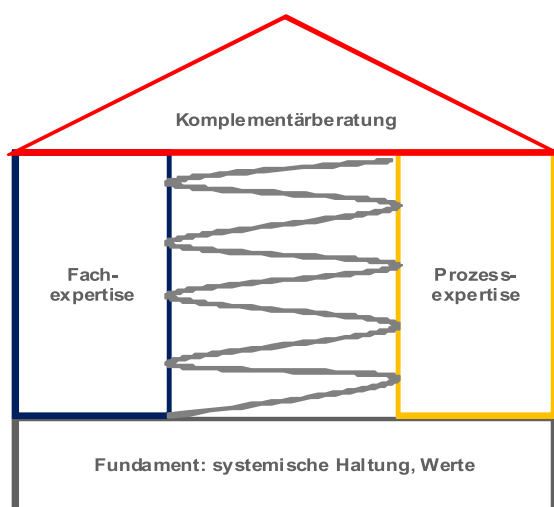 Komplementärberatung
Fach-
expertise
Prozess-
expertise
Fundament: systemische Haltung, Werte